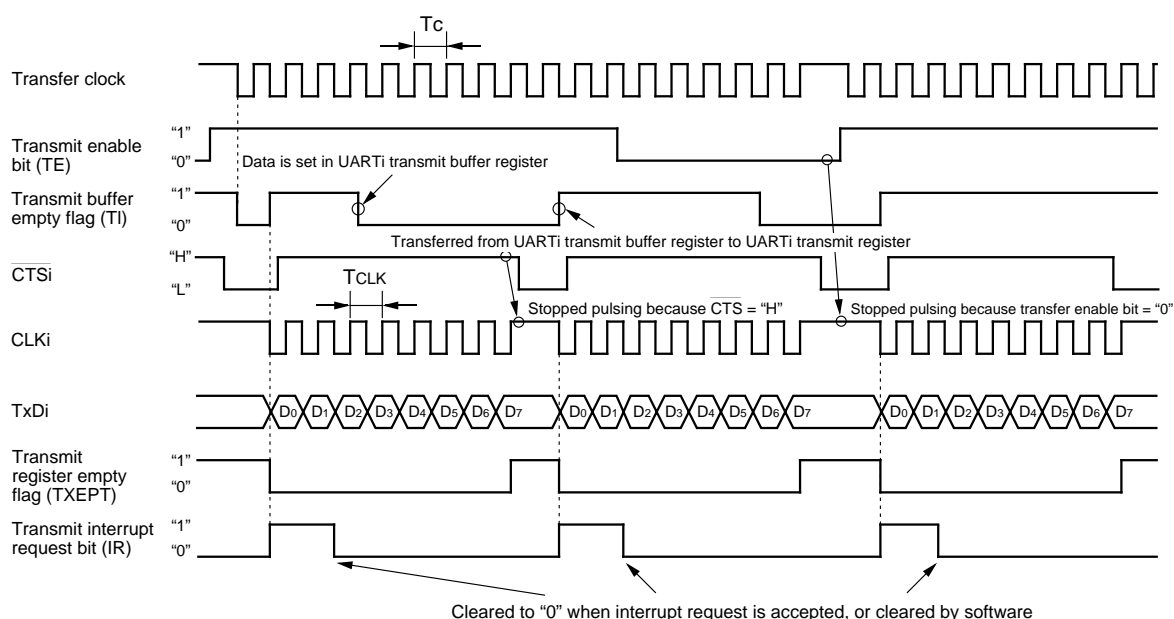 Tc
Transfer clock
Transmit enable
bit (TE)
“1”
“0”
Data is set in UARTi transmit buffer register
Transmit buffer
empty flag (TI)
“1”
“0”
Transferred from UARTi transmit buffer register to UARTi transmit register
CTSi
“H”
“L”
TCLK
Stopped pulsing because CTS = “H”
Stopped pulsing because transfer enable bit = “0”
CLKi
TxDi
D0 D1 D2 D3 D4 D5 D6 D7 D0 D1 D2 D3 D4 D5 D6 D7 D0 D1 D2 D3 D4 D5 D6 D7
Transmit
register empty
flag (TXEPT)
“1”
“0”
Transmit interrupt
request bit (IR)
“1”
“0”
Cleared to “0” when interrupt request is accepted, or cleared by software